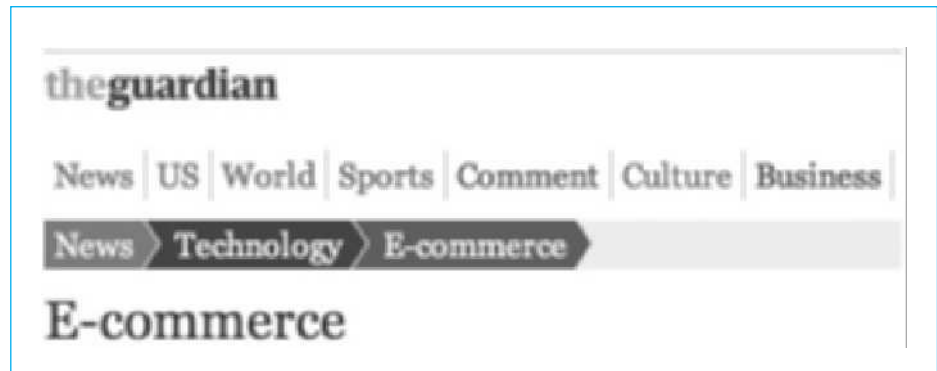 theguardian
News US World Sports Comment Culture Business
News Technology E-commerce
E-commerce